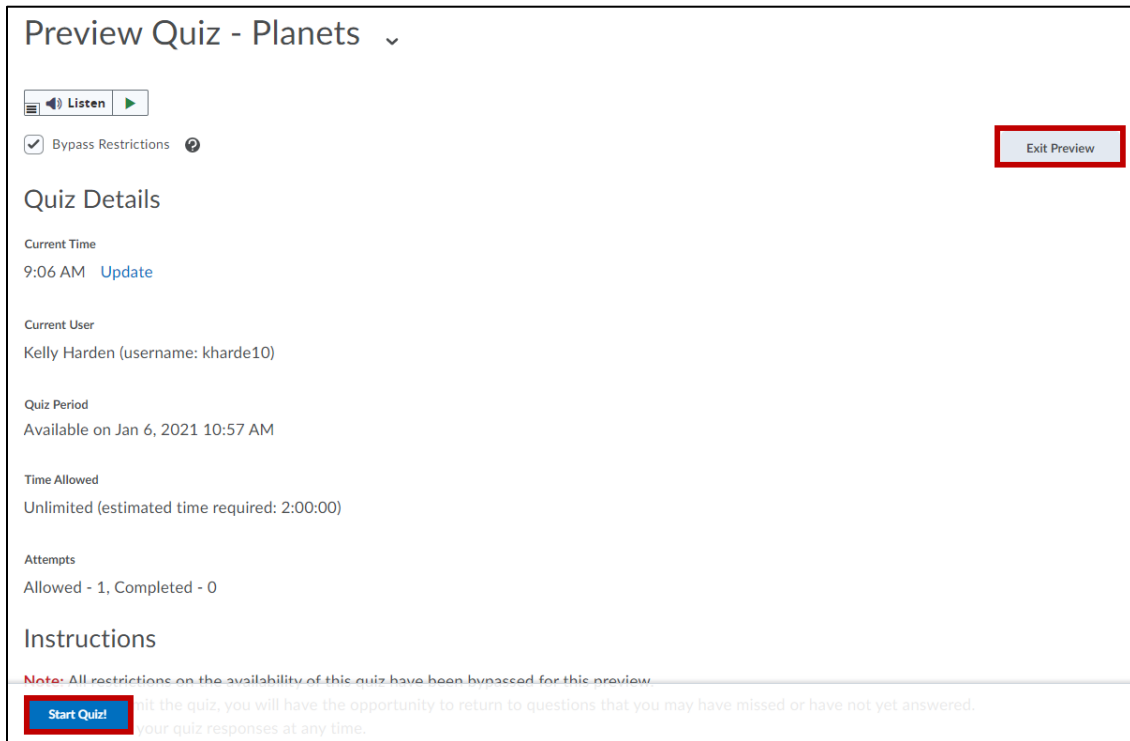 Preview Quiz - Planets
Listen
Bypass Restrictions
Exit Preview
Quiz Details
Current Time
9:06 AM Update
Current User
Kelly Harden (username: kharde10)
Quiz Period
Available on Jan 6, 2021 10:57 AM
Time Allowed
Unlimited (estimated time required: 2:00:00)
Attempts
Allowed - 1, Completed - 0
Instructions
Note: All restrictions on the availability of this quiz have been bypassed for this preview
mit the quiz, you will have the opportunity to return to questions that you may have missed or have not yet answered.
Start Quiz!
your quiz responses at any time.